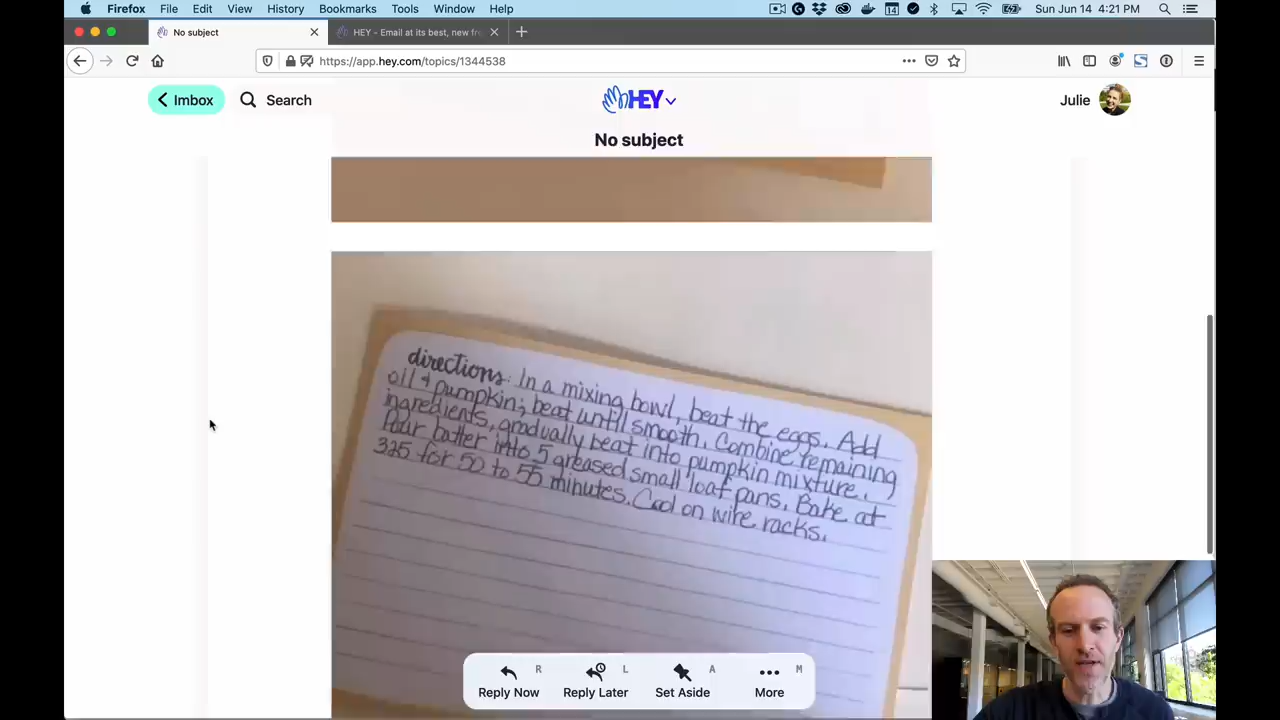 Firefox File Edit View History Bookmarks Tools Window Help
14
Sun Jun 14 4:21 PM
No subject
HEY - Email at its best, new fr
https://app.hey.com/topics/1344538
Imbox
Search
HEY
Julie
No subject
directions: In a mixing bowl, beat the eggs. Add
oil & pumpkin; beat until smooth. Combine remaining
ingredients, gradually beat into pumpkin mixture.
Pour batter into 5 greased small loaf pans. Bake at
325 for 50 to 55 minutes. Cool on wire racks.
R
L
A
M
Reply Now
Reply Later
Set Aside
More